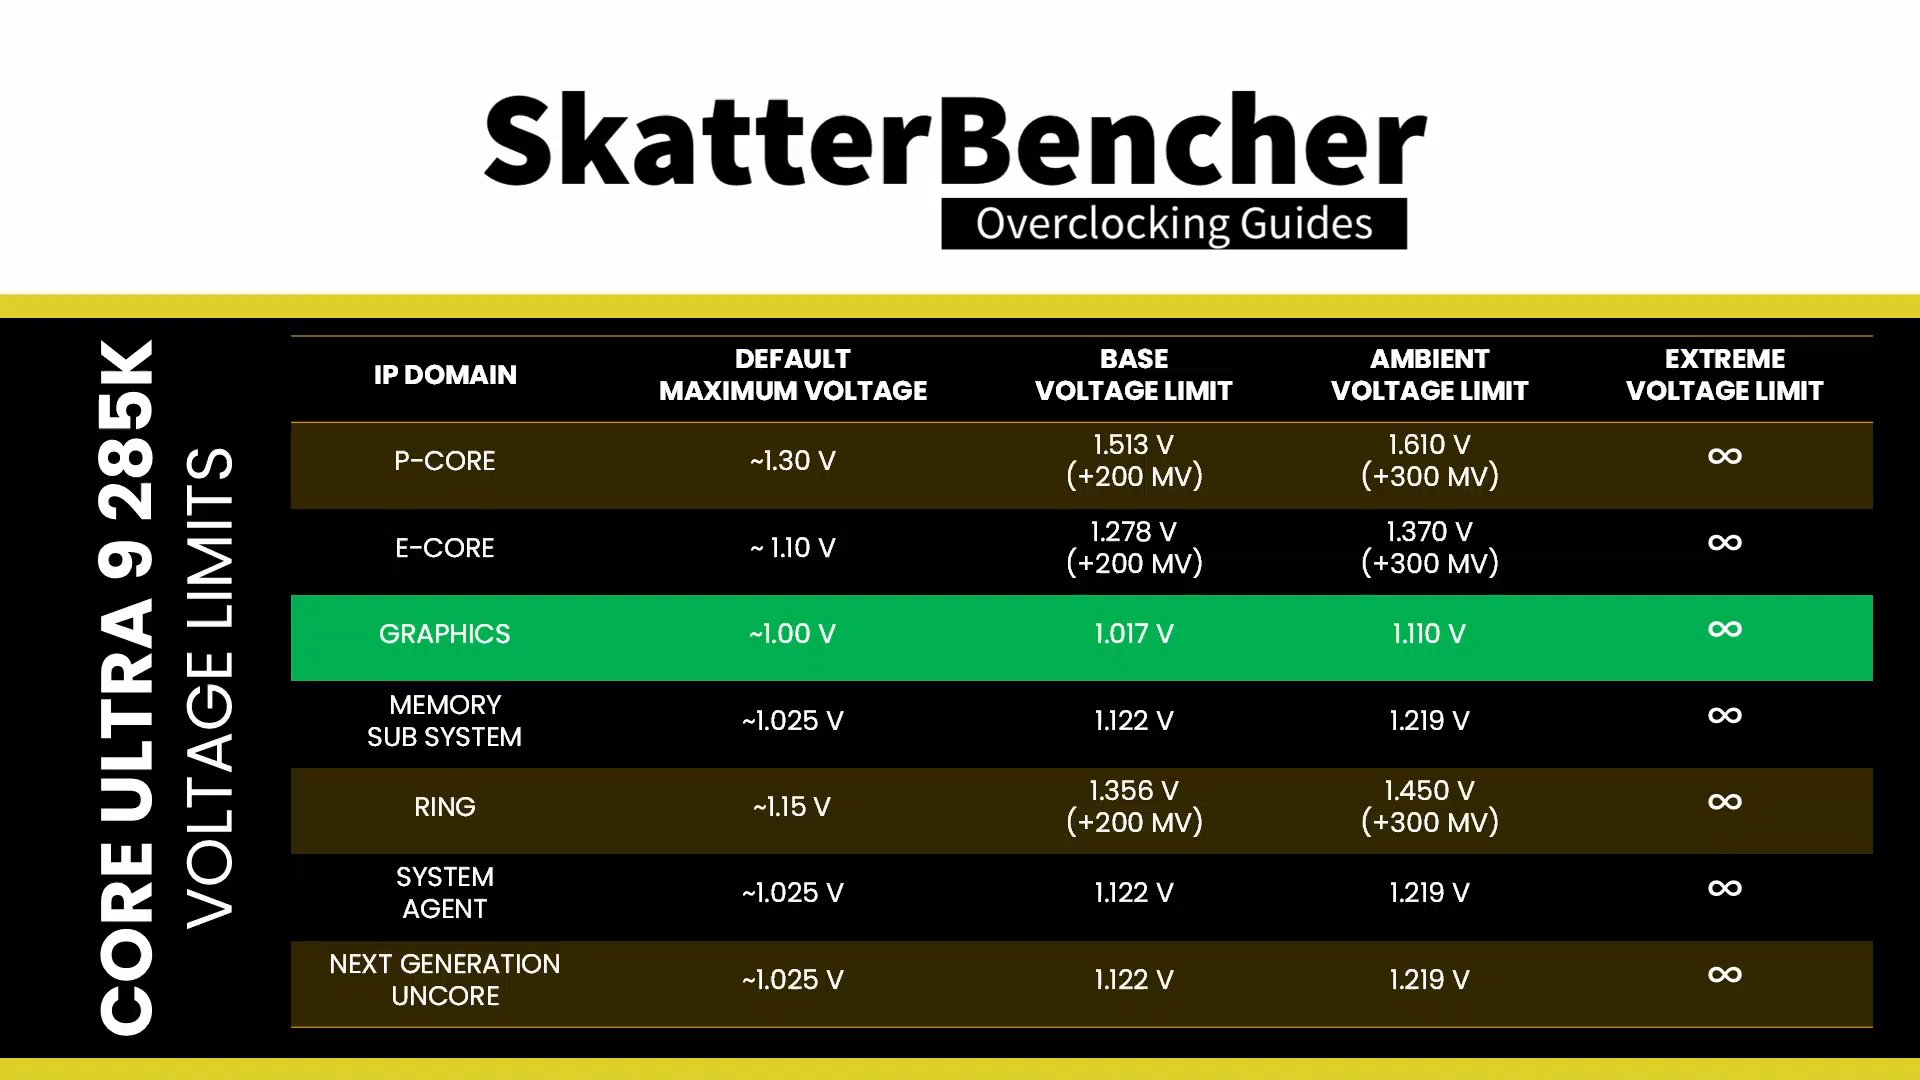 SkatterBencher
Overclocking Guides
CORE ULTRA 9 285K
VOLTAGE LIMITS
IP DOMAIN
DEFAULT
MAXIMUM VOLTAGE
BASE
VOLTAGE LIMIT
AMBIENT
VOLTAGE LIMIT
EXTREME
VOLTAGE LIMIT
P-CORE
~1.30 V
1.513 V
(+200 MV)
1.610 V
(+300 MV)
∞
E-CORE
~ 1.10 V
1.278 V
(+200 MV)
1.370 V
(+300 MV)
∞
GRAPHICS
~1.00 V
1.017 V
1.110 V
∞
MEMORY
SUB SYSTEM
~1.025 V
1.122 V
1.219 V
∞
RING
~1.15 V
1.356 V
(+200 MV)
1.450 V
(+300 MV)
∞
SYSTEM
AGENT
~1.025 V
1.122 V
1.219 V
∞
NEXT GENERATION
UNCORE
~1.025 V
1.122 V
1.219 V
∞